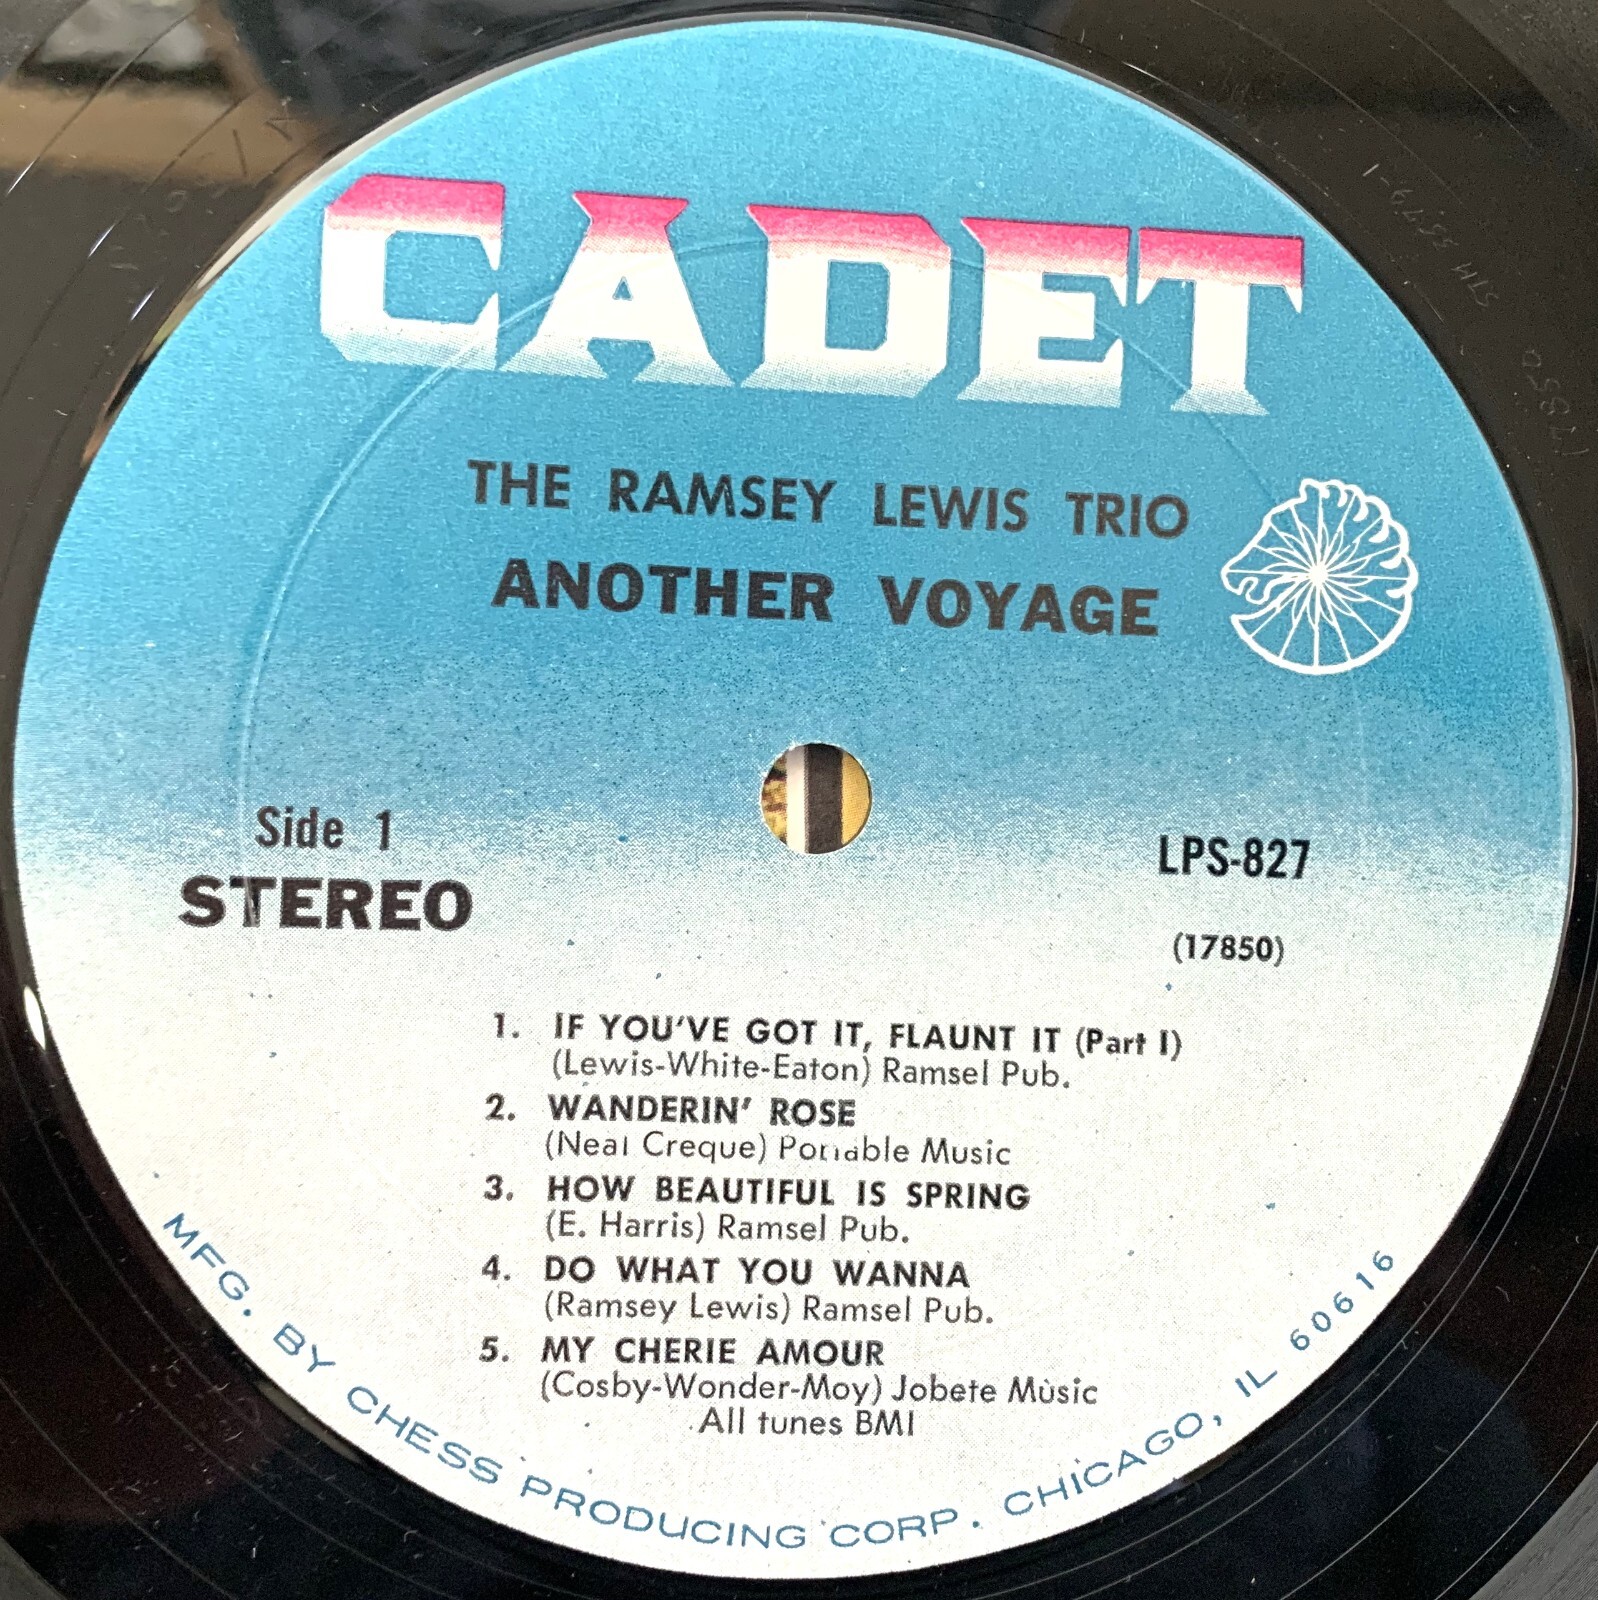 CADET
THE RAMSEY LEWIS TRIO
ANOTHER VOYAGE
Side 1
STEREO
LPS-827
(17850)
1. IF YOU'VE GOT IT, FLAUNT IT (Part I)
(Lewis-White-Eaton) Ramsel Pub.
2. WANDERIN' ROSE
(Neal Creque) Portable Music
3. HOW BEAUTIFUL IS SPRING
(E. Harris) Ramsel Pub.
4. DO WHAT YOU WANNA
(Ramsey Lewis) Ramsel Pub.
5. MY CHERIE AMOUR
(Cosby-Wonder-Moy) Jobete Music
All tunes BMI
MFG. BY CHESS PRODUCING CORP. CHICAGO, IL 60616
17850